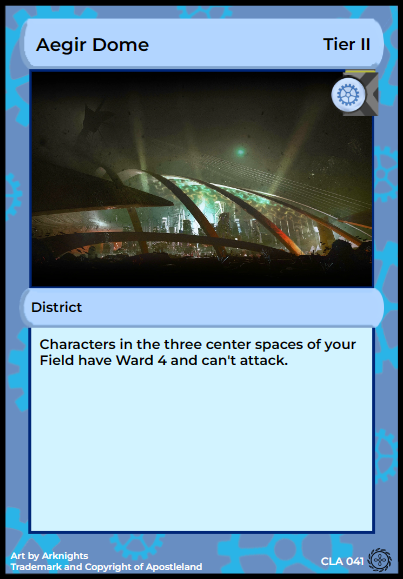 Aegir Dome
Tier II
District
Characters in the three center spaces of your
Field have Ward 4 and can't attack.
Art by Arknights
Trademark and Copyright of Apostleland
CLA 041